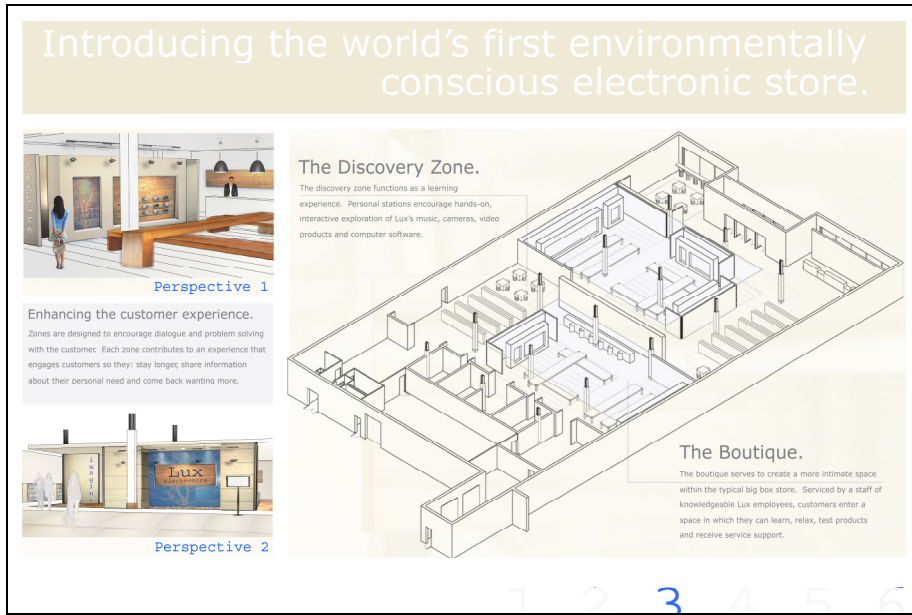 Introducing the world's first environmentally
conscious electronic store.
Perspective 1
Enhancing the customer experience.
Zones are designed to encourage dialogue and problem solving
with the customer. Each zone contributes to an experience that
engages customers so they: stay longer, share information
about their personal need and come back wanting more.
imagin
Lux
electronics
Perspective 2
The Discovery Zone.
The discovery zone functions as a learning
experience. Personal stations encourage hands-on,
interactive exploration of Lux's music, cameras, video
products and computer software.
The Boutique.
The boutique serves to create a more intimate space
within the typical big box store. Serviced by a staff of
knowledgeable Lux employees, customers enter a
space in which they can learn, relax, test products
and receive service support.
1 2 3 4 5 6